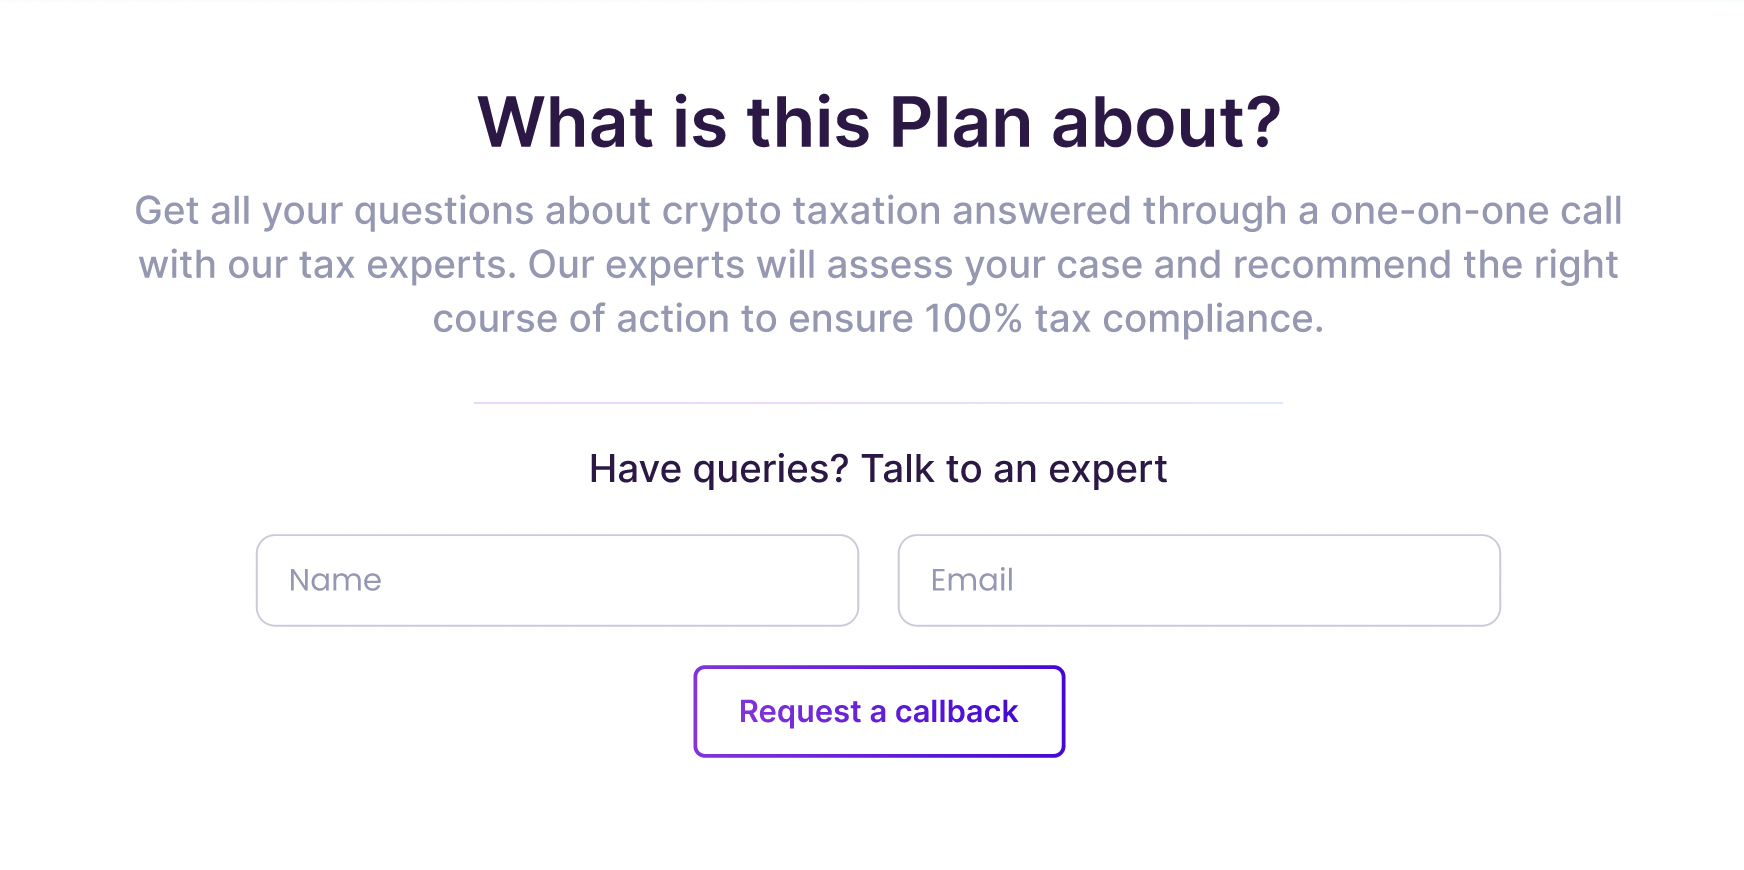 What is this Plan about?
Get all your questions about crypto taxation answered through a one-on-one call
with our tax experts. Our experts will assess your case and recommend the right
course of action to ensure 100% tax compliance.
Have queries? Talk to an expert
Name
Email
Request a callback